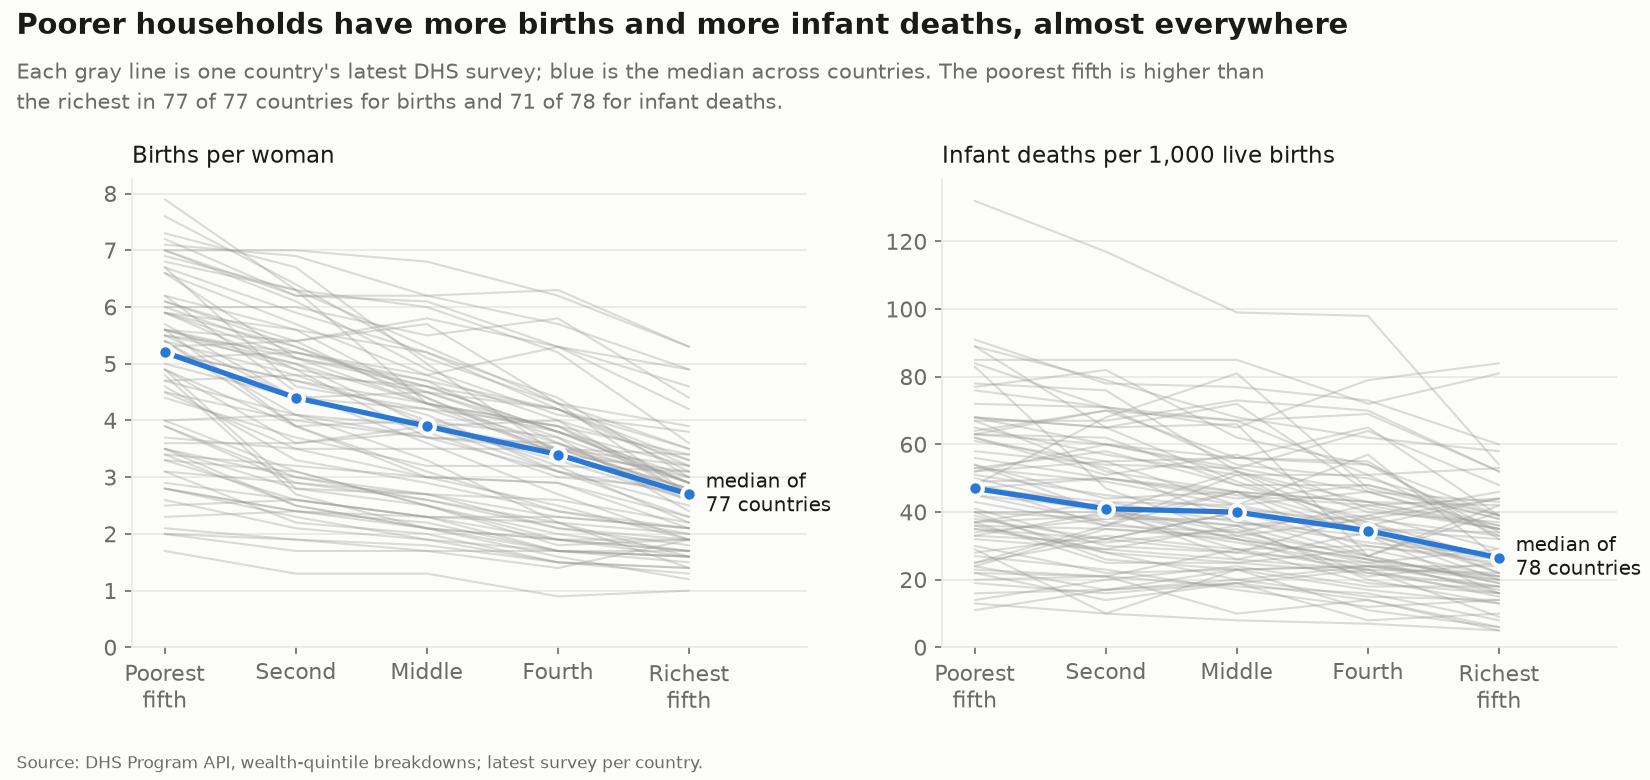 Poorer households have more births and more infant deaths, almost everywhere
Each gray line is one country's latest DHS survey; blue is the median across countries. The poorest fifth is higher than
the richest in 77 of 77 countries for births and 71 of 78 for infant deaths.
Births per woman
8
7
6
5
4
3
2
1
0
Poorest
fifth
Second
Middle
Fourth
Richest
fifth
median of
77 countries
Infant deaths per 1,000 live births
120
100
80
60
40
20
0
Poorest
fifth
Second
Middle
Fourth
Richest
fifth
median of
78 countries
Source: DHS Program API, wealth-quintile breakdowns; latest survey per country.